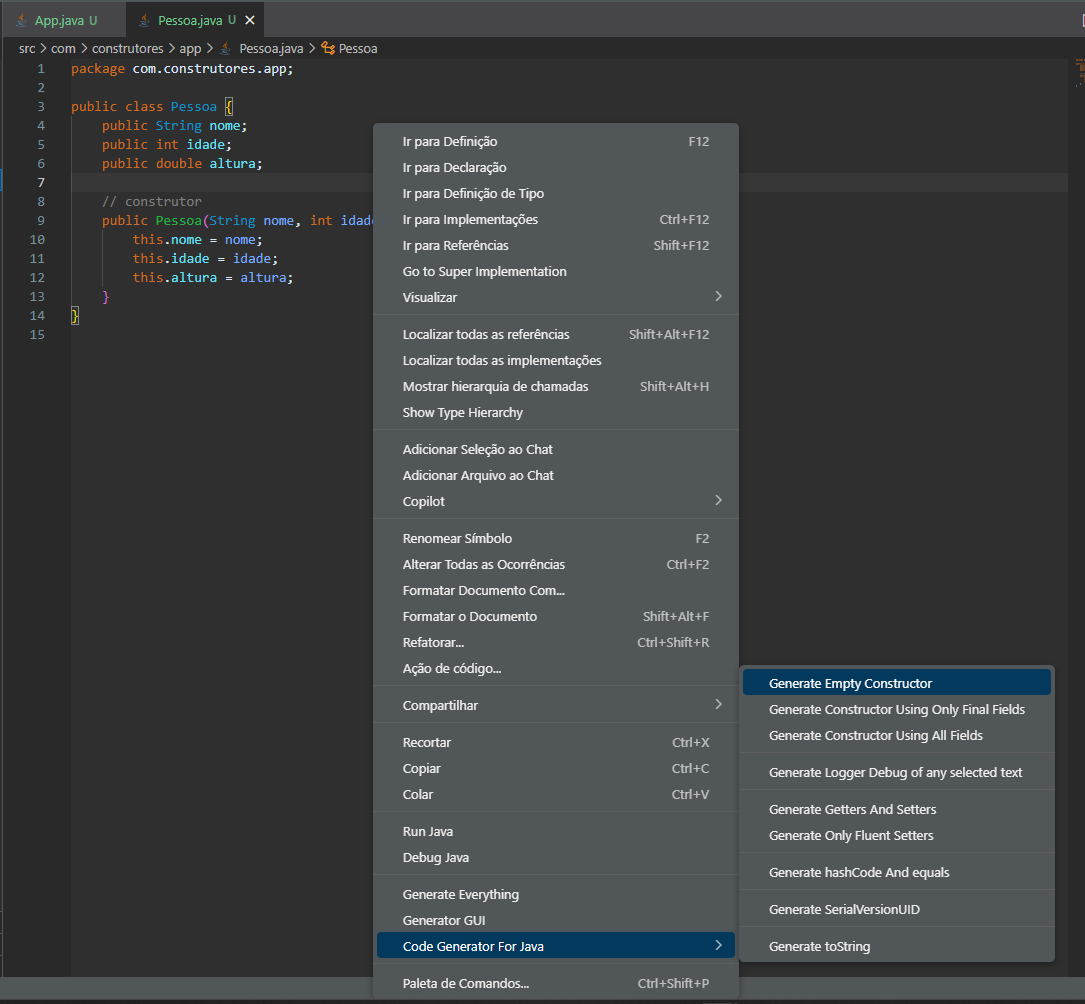 App.java U
Pessoa.java U
src > com > construtores > app > Pessoa.java > Pessoa
1 package com.construtores.app;
2
3 public class Pessoa {
4 public String nome;
5 public int idade;
6 public double altura;
7
8 // construtor
9 public Pessoa(String nome, int idade
10 this.nome = nome;
11 this.idade = idade;
12 this.altura = altura;
13 }
14 }
15
Ir para Definição F12
Ir para Declaração
Ir para Definição de Tipo
Ir para Implementações Ctrl+F12
Ir para Referências Shift+F12
Go to Super Implementation
Visualizar
Localizar todas as referências Shift+Alt+F12
Localizar todas as implementações
Mostrar hierarquia de chamadas Shift+Alt+H
Show Type Hierarchy
Adicionar Seleção ao Chat
Adicionar Arquivo ao Chat
Copilot
Renomear Símbolo F2
Alterar Todas as Ocorrências Ctrl+F2
Formatar Documento Com...
Formatar o Documento Shift+Alt+F
Refatorar... Ctrl+Shift+R
Ação de código...
Compartilhar
Recortar Ctrl+X
Copiar Ctrl+C
Colar Ctrl+V
Run Java
Debug Java
Generate Everything
Generator GUI
Code Generator For Java
Paleta de Comandos... Ctrl+Shift+P
Generate Empty Constructor
Generate Constructor Using Only Final Fields
Generate Constructor Using All Fields
Generate Logger Debug of any selected text
Generate Getters And Setters
Generate Only Fluent Setters
Generate hashCode And equals
Generate SerialVersionUID
Generate toString